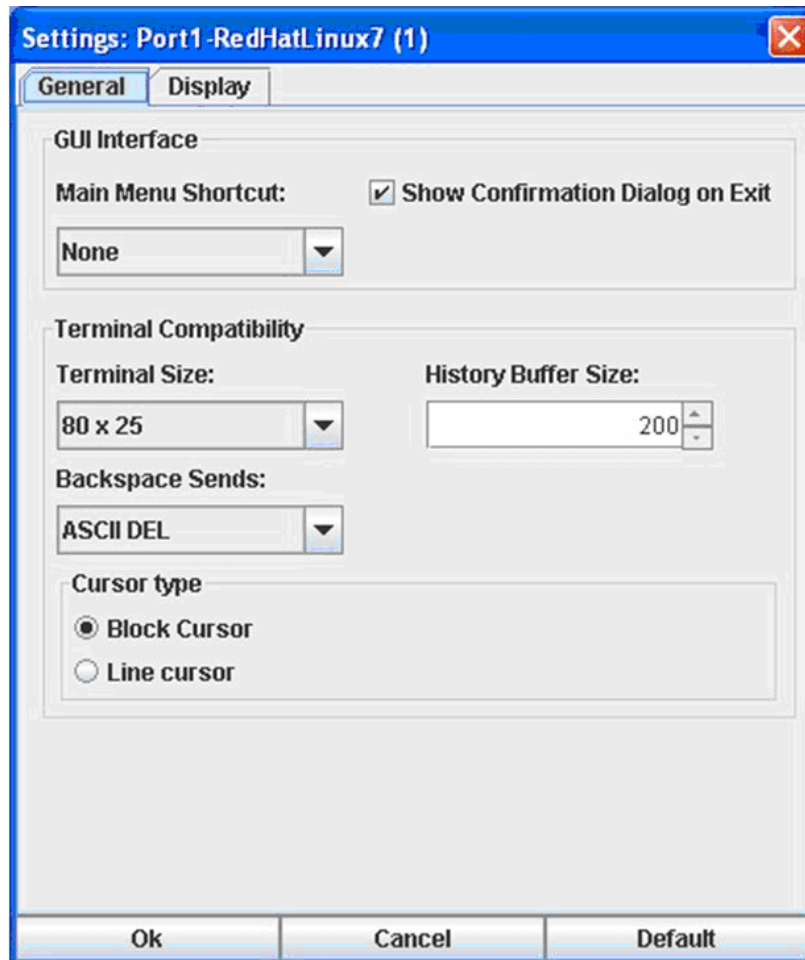 Settings: Port1-RedHatLinux7 (1)
General Display
GUI Interface
Main Menu Shortcut:
Show Confirmation Dialog on Exit
None
Terminal Compatibility
Terminal Size:
History Buffer Size:
80 x 25
200
Backspace Sends:
ASCII DEL
Cursor type
Block Cursor
Line cursor
Ok Cancel Default